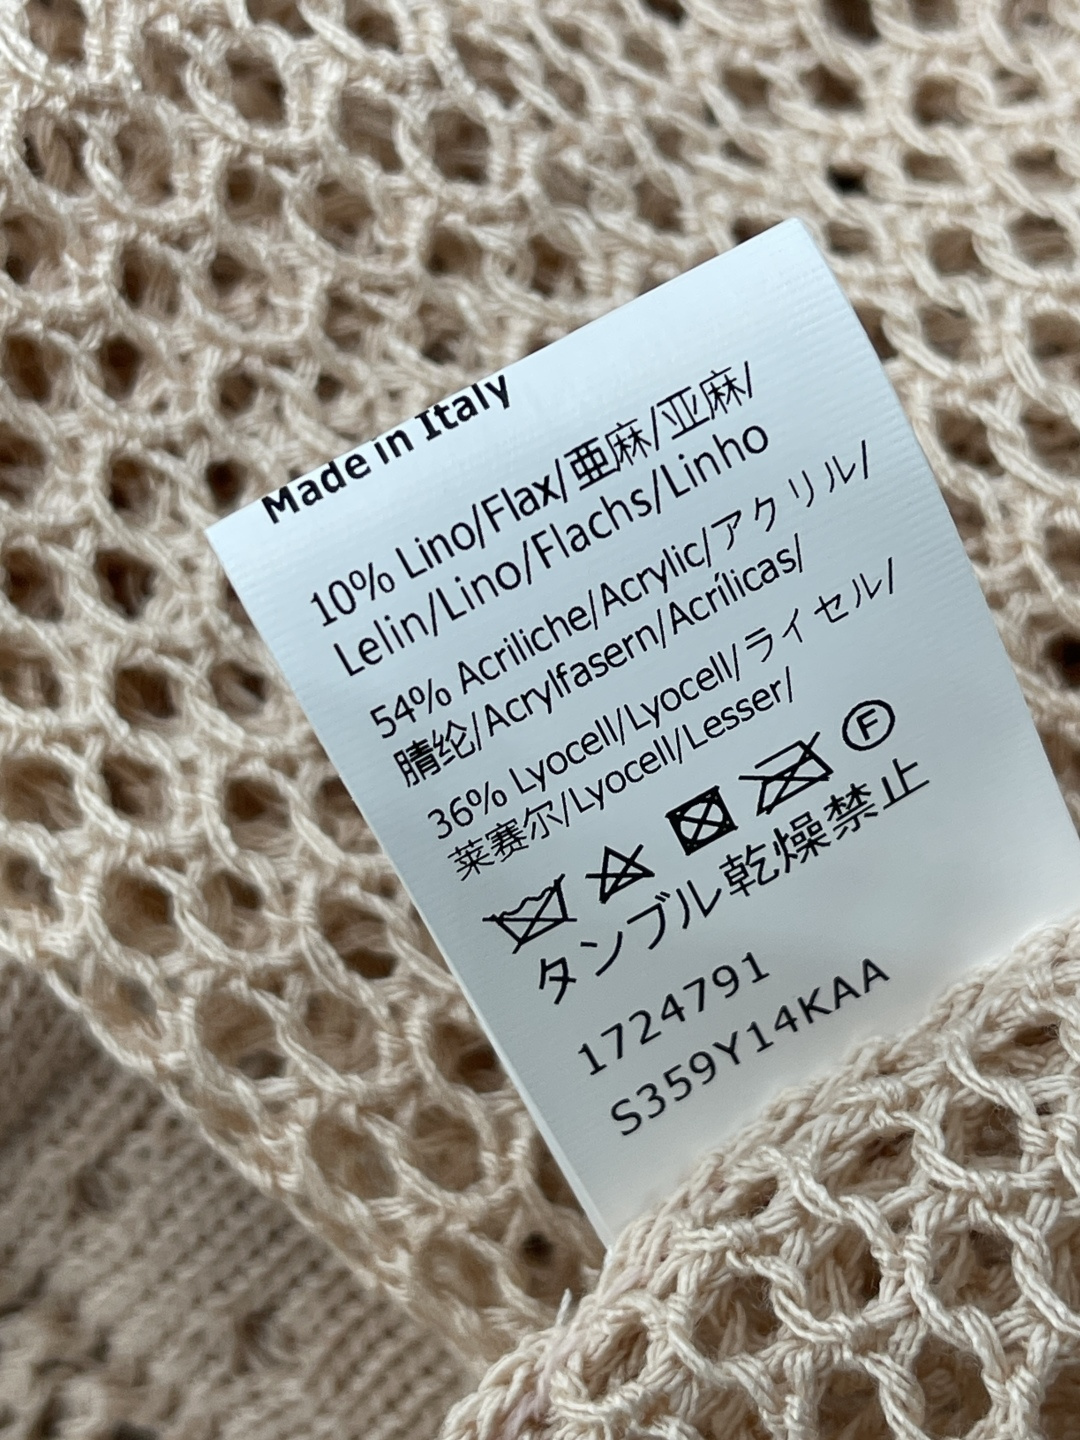 Made in Italy
10% Lino/Flax/亜麻/亚麻/
Lelin/Lino/Flachs/Linho
54% Acriliche/Acrylic/アクリル/
腈纶/Acrylfasern/Acrílicas/
36% Lyocell/Lyocell/ライセル/
莱赛尔/Lyocell/Lesser/
F
タンブル乾燥禁止
1724791
S359Y14KAA